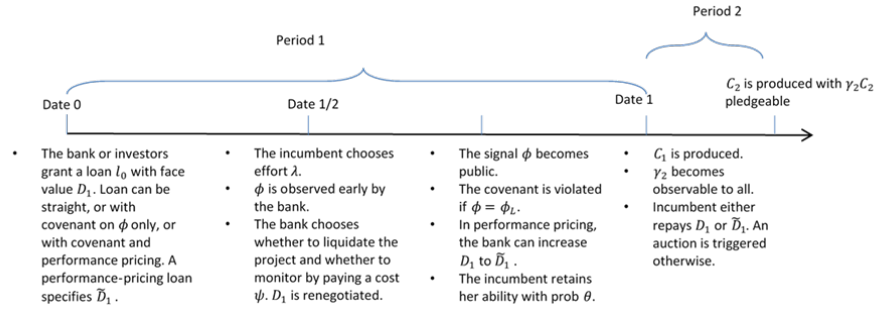 Period 2
Period 1
C₂ is produced with γ₂C₂
pledgeable
Date 0
Date 1/2
Date 1
• The bank or investors
grant a loan l₀ with face
value D₁. Loan can be
straight, or with
covenant on ϕ only, or
with covenant and
performance pricing. A
performance-pricing loan
specifies D̃₁ .
• The incumbent chooses
effort λ.
• ϕ is observed early by
the bank.
• The bank chooses
whether to liquidate the
project and whether to
monitor by paying a cost
ψ. D₁ is renegotiated.
• The signal ϕ becomes
public.
• The covenant is violated
if ϕ = ϕ_L.
• In performance pricing,
the bank can increase
D₁ to D̃₁ .
• The incumbent retains
her ability with prob θ.
• C₁ is produced.
• γ₂ becomes
observable to all.
• Incumbent either
repays D₁ or D̃₁. An
auction is triggered
otherwise.